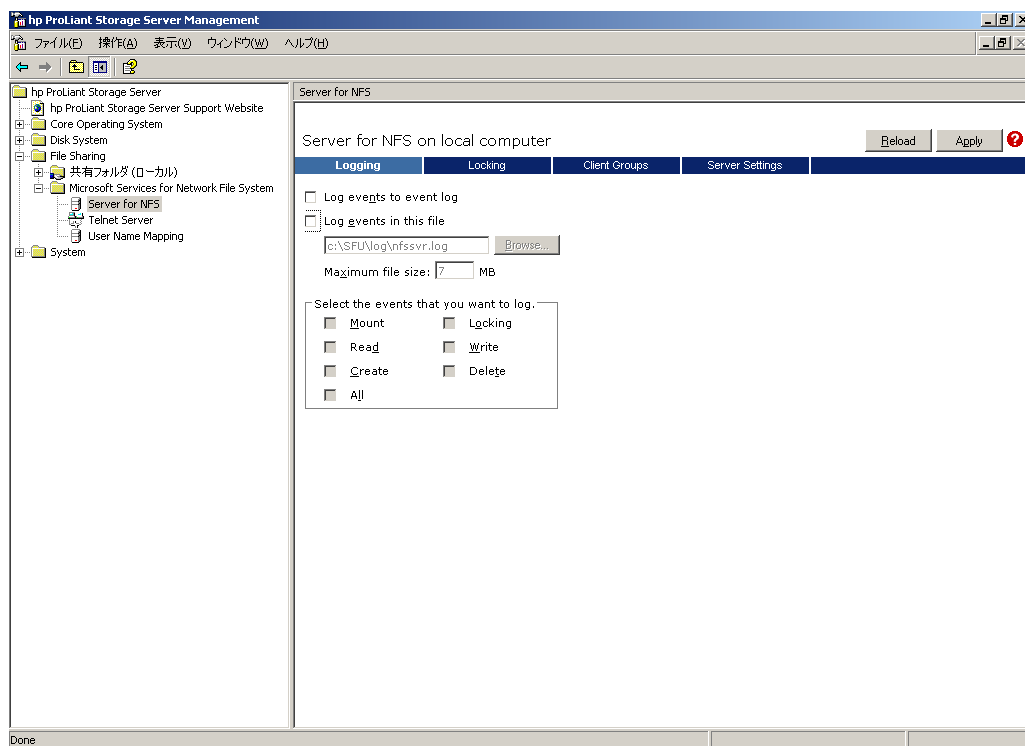 hp ProLiant Storage Server Management
ファイル(F) 操作(A) 表示(V) ウィンドウ(W) ヘルプ(H)
hp ProLiant Storage Server
hp ProLiant Storage Server Support Website
Core Operating System
Disk System
File Sharing
共有フォルダ (ローカル)
Microsoft Services for Network File System
Server for NFS
Telnet Server
User Name Mapping
System
Server for NFS
Server for NFS on local computer
Reload Apply
Logging Locking Client Groups Server Settings
Log events to event log
Log events in this file
c:\SFU\log\nfssvr.log Browse...
Maximum file size: 7 MB
Select the events that you want to log.
Mount Locking
Read Write
Create Delete
All
Done